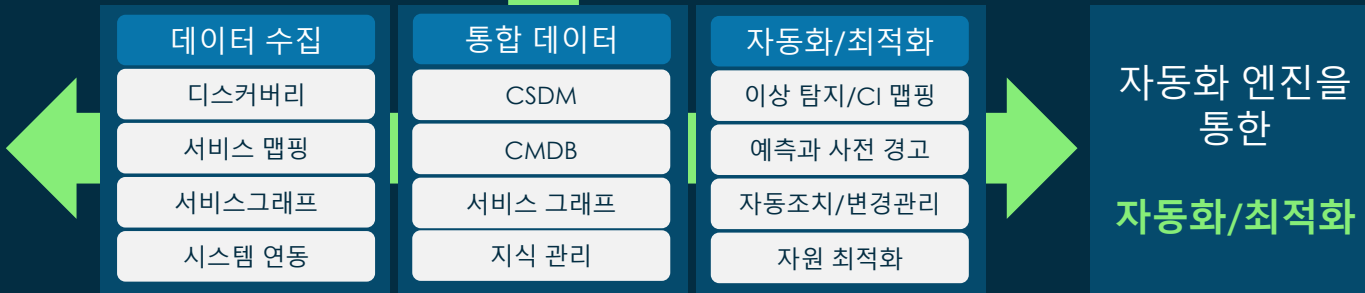 데이터 수집
디스커버리
서비스 맵핑
서비스그래프
시스템 연동
통합 데이터
CSDM
CMDB
서비스 그래프
지식 관리
자동화/최적화
이상 탐지/CI 맵핑
예측과 사전 경고
자동조치/변경관리
자원 최적화
자동화 엔진을
통한
자동화/최적화